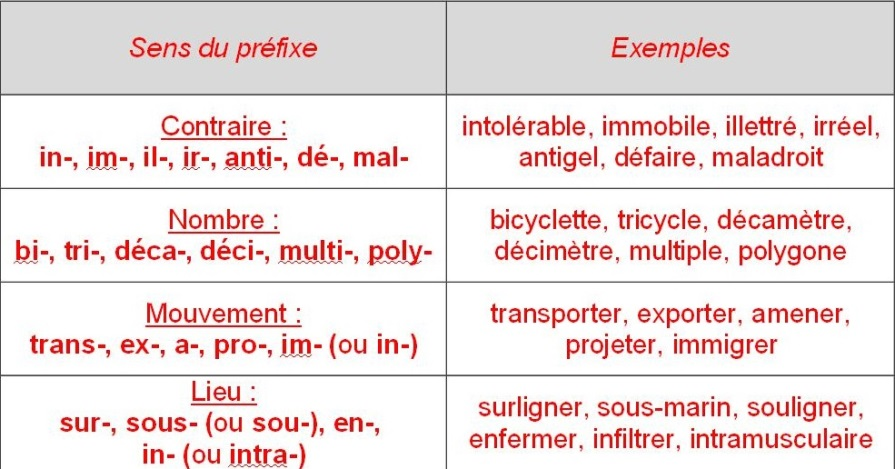 Sens du préfixe
Exemples
Contraire :
in-, im-, il-, ir-, anti-, dé-, mal-
intolérable, immobile, illettré, irréel,
antigel, défaire, maladroit
Nombre :
bi-, tri-, déca-, déci-, multi-, poly-
bicyclette, tricycle, décamètre,
décimètre, multiple, polygone
Mouvement :
trans-, ex-, a-, pro-, im- (ou in-)
transporter, exporter, amener,
projeter, immigrer
Lieu :
sur-, sous- (ou sou-), en-,
in- (ou intra-)
surligner, sous-marin, souligner,
enfermer, infiltrer, intramusculaire